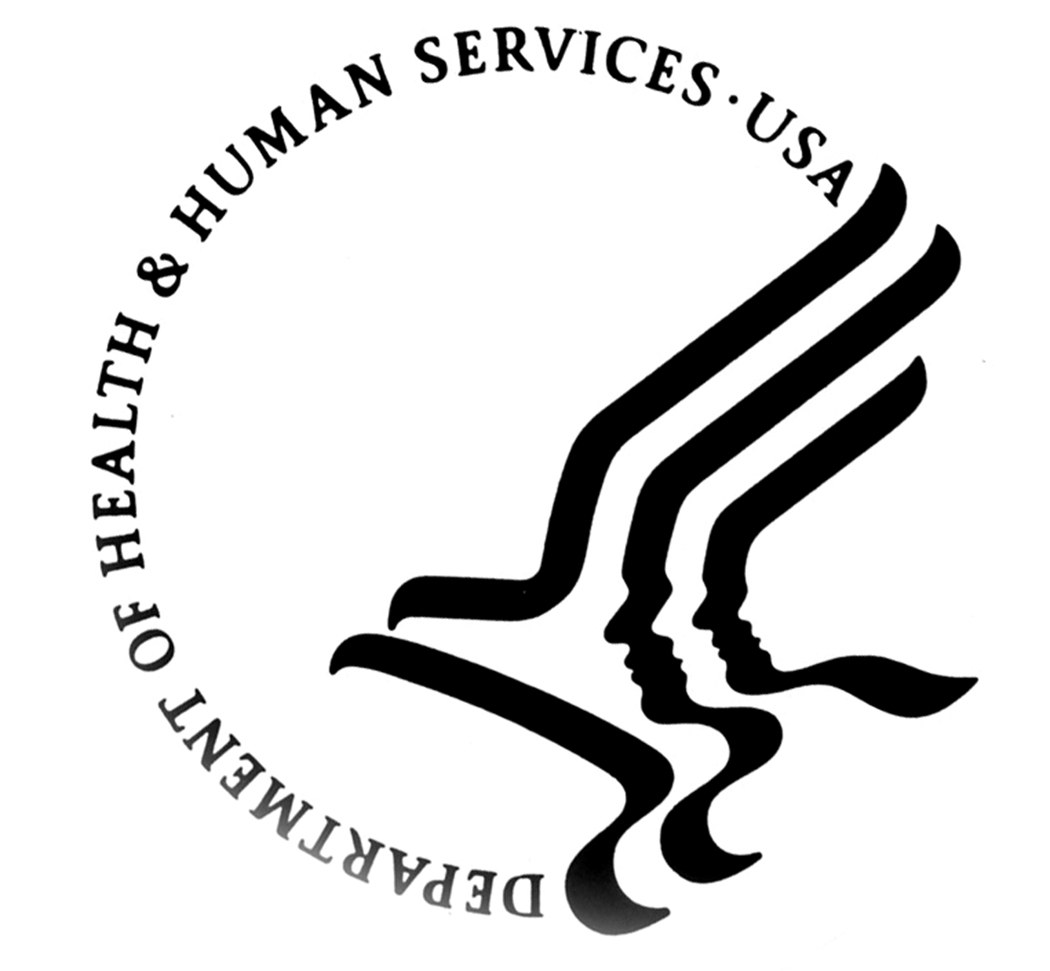 DEPARTMENT OF HEALTH & HUMAN SERVICES · USA